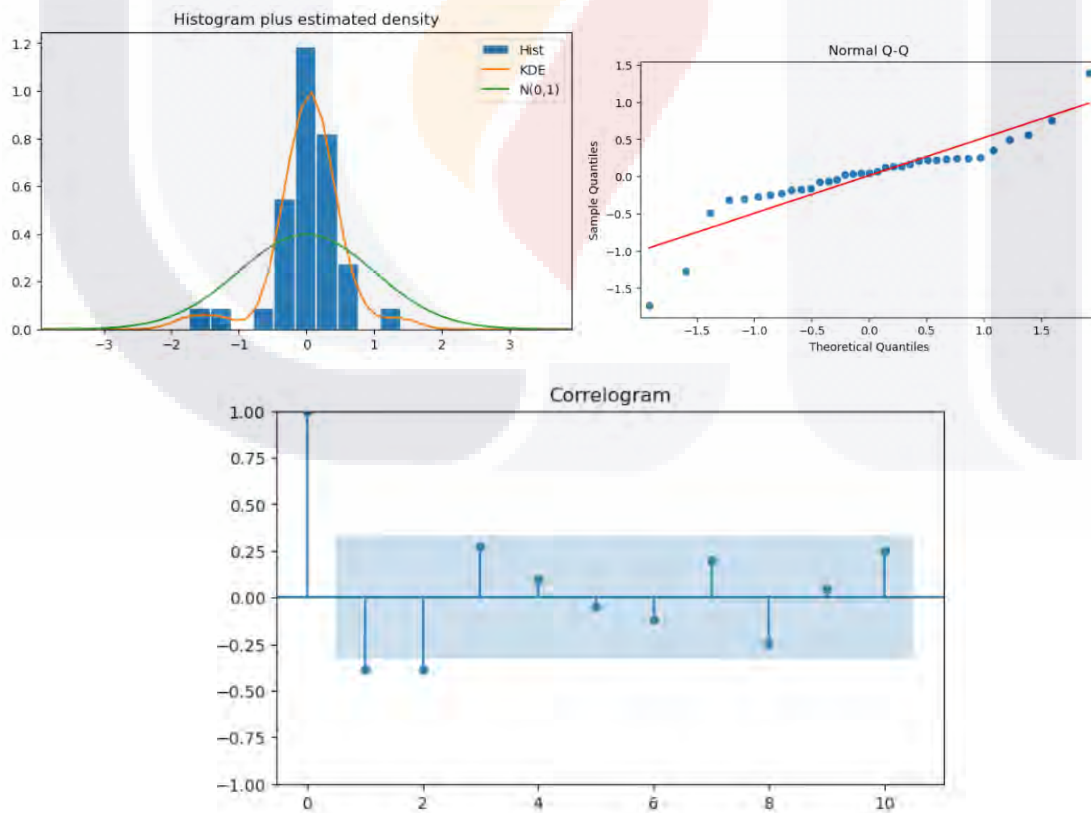 Histogram plus estimated density
1.2
1.0
0.8
0.6
0.4
0.2
0.0
Hist
KDE
N(0,1)
−3 −2 −1 0 1 2 3
Normal Q-Q
1.5
1.0
0.5
0.0
−0.5
−1.0
−1.5
Sample Quantiles
−1.5 −1.0 −0.5 0.0 0.5 1.0 1.5
Theoretical Quantiles
Correlogram
1.00
0.75
0.50
0.25
0.00
−0.25
−0.50
−0.75
−1.00
0 2 4 6 8 10